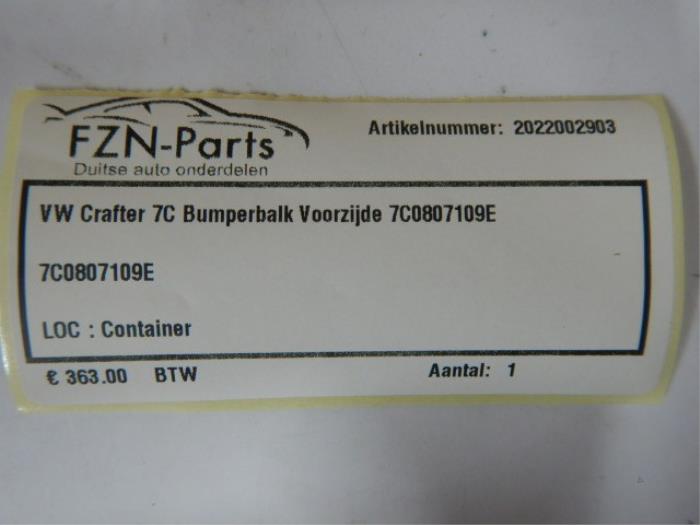 FZN-Parts
Duitse auto onderdelen
Artikelnummer: 2022002903
VW Crafter 7C Bumperbalk Voorzijde 7C0807109E
7C0807109E
LOC : Container
€ 363.00 BTW
Aantal: 1